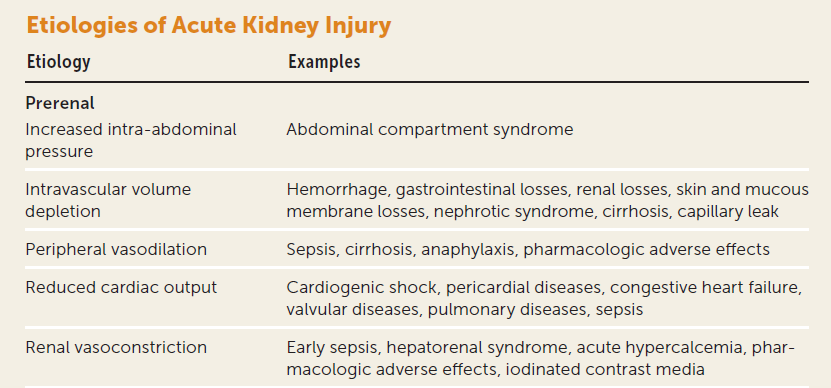 Etiologies of Acute Kidney Injury
Etiology Examples
Prerenal
Increased intra-abdominal Abdominal compartment syndrome
pressure
Intravascular volume Hemorrhage, gastrointestinal losses, renal losses, skin and mucous
depletion membrane losses, nephrotic syndrome, cirrhosis, capillary leak
Peripheral vasodilation Sepsis, cirrhosis, anaphylaxis, pharmacologic adverse effects
Reduced cardiac output Cardiogenic shock, pericardial diseases, congestive heart failure,
valvular diseases, pulmonary diseases, sepsis
Renal vasoconstriction Early sepsis, hepatorenal syndrome, acute hypercalcemia, phar-
macologic adverse effects, iodinated contrast media